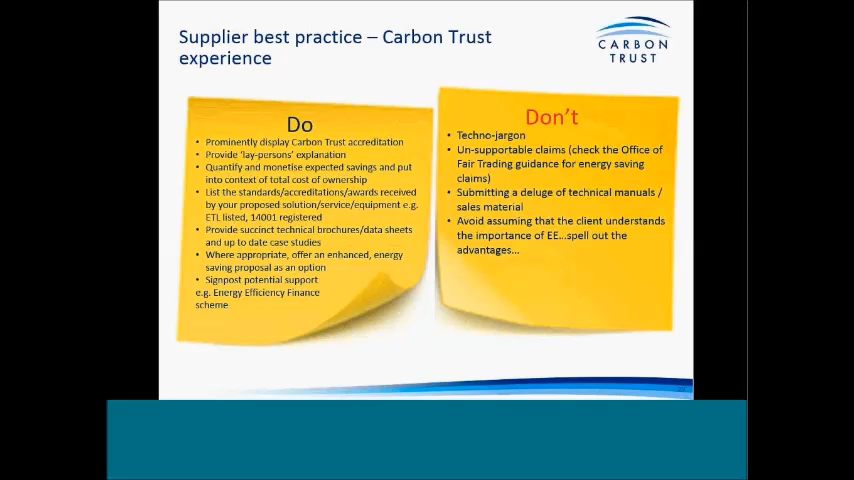 Supplier best practice – Carbon Trust
experience
CARBON
TRUST
Do
• Prominently display Carbon Trust accreditation
• Provide ‘lay-persons’ explanation
• Quantify and monetise expected savings and put
into context of total cost of ownership
• List the standards/accreditations/awards received
by your proposed solution/service/equipment e.g.
ETL listed, 14001 registered
• Provide succinct technical brochures/data sheets
and up to date case studies
• Where appropriate, offer an enhanced, energy
saving proposal as an option
• Signpost potential support
e.g. Energy Efficiency Finance
scheme
Don’t
• Techno-jargon
• Un-supportable claims (check the Office of
Fair Trading guidance for energy saving
claims)
• Submitting a deluge of technical manuals /
sales material
• Avoid assuming that the client understands
the importance of EE…spell out the
advantages…